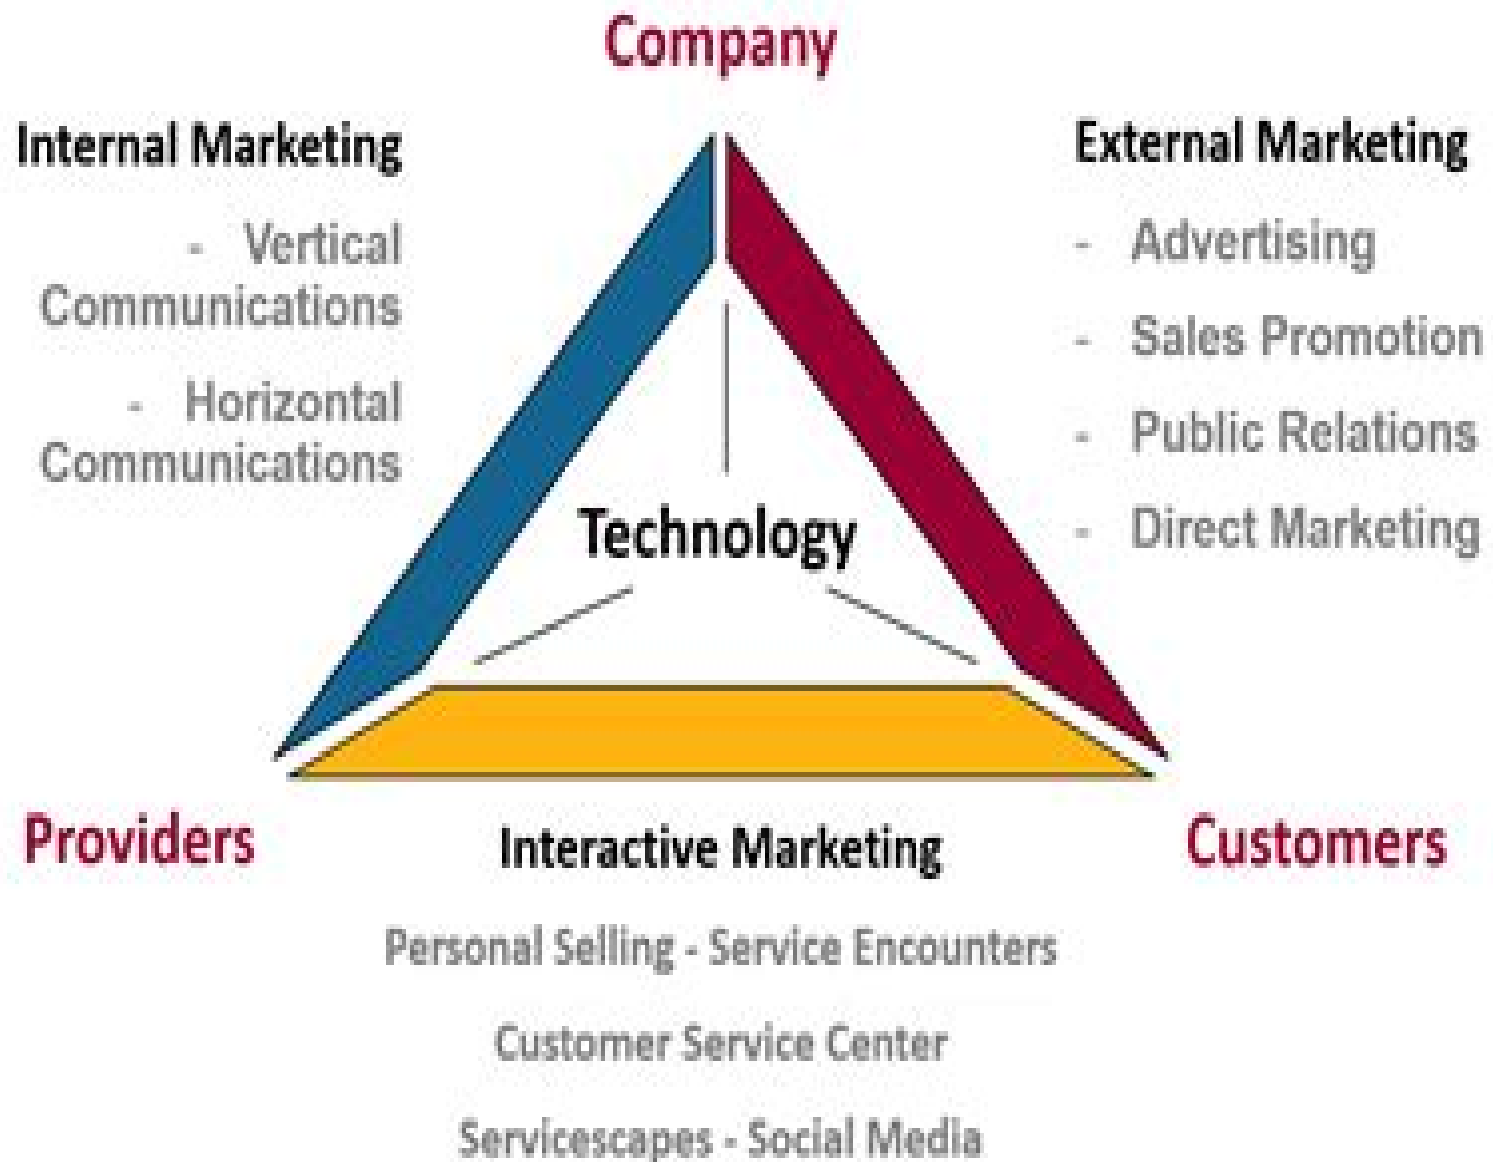 Company
Internal Marketing
- Vertical
Communications
- Horizontal
Communications
External Marketing
- Advertising
- Sales Promotion
- Public Relations
- Direct Marketing
Technology
Providers
Interactive Marketing
Customers
Personal Selling - Service Encounters
Customer Service Center
Servicescapes - Social Media